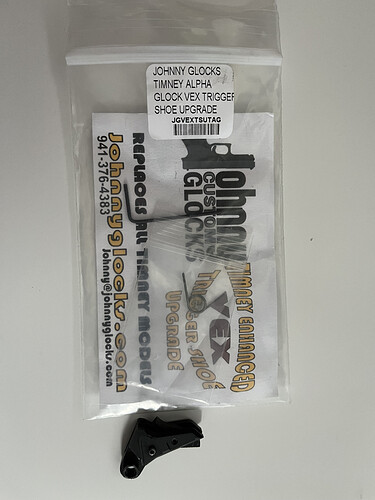 JOHNNY GLOCKS
TIMNEY ALPHA
GLOCK VEX TRIGGER
SHOE UPGRADE
JGVEXTSUTAG
Johnny
CUSTOM
GLOCKS
TIMNEY ENHANCED
VEX
TRIGGER SHOE
UPGRADE
REPLACES ALL TIMNEY MODELS
Johnnyglocks.com
Johnny@Johnnyglocks.com
941-376-4383